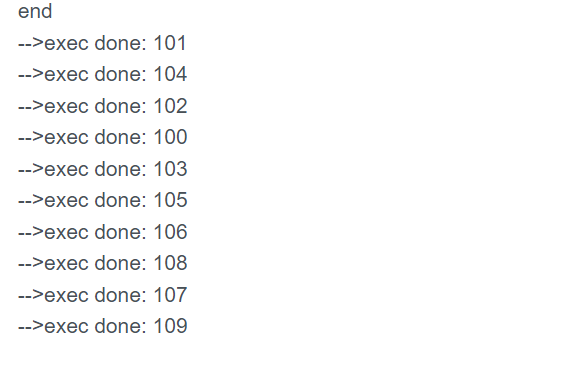 end
-->exec done: 101
-->exec done: 104
-->exec done: 102
-->exec done: 100
-->exec done: 103
-->exec done: 105
-->exec done: 106
-->exec done: 108
-->exec done: 107
-->exec done: 109